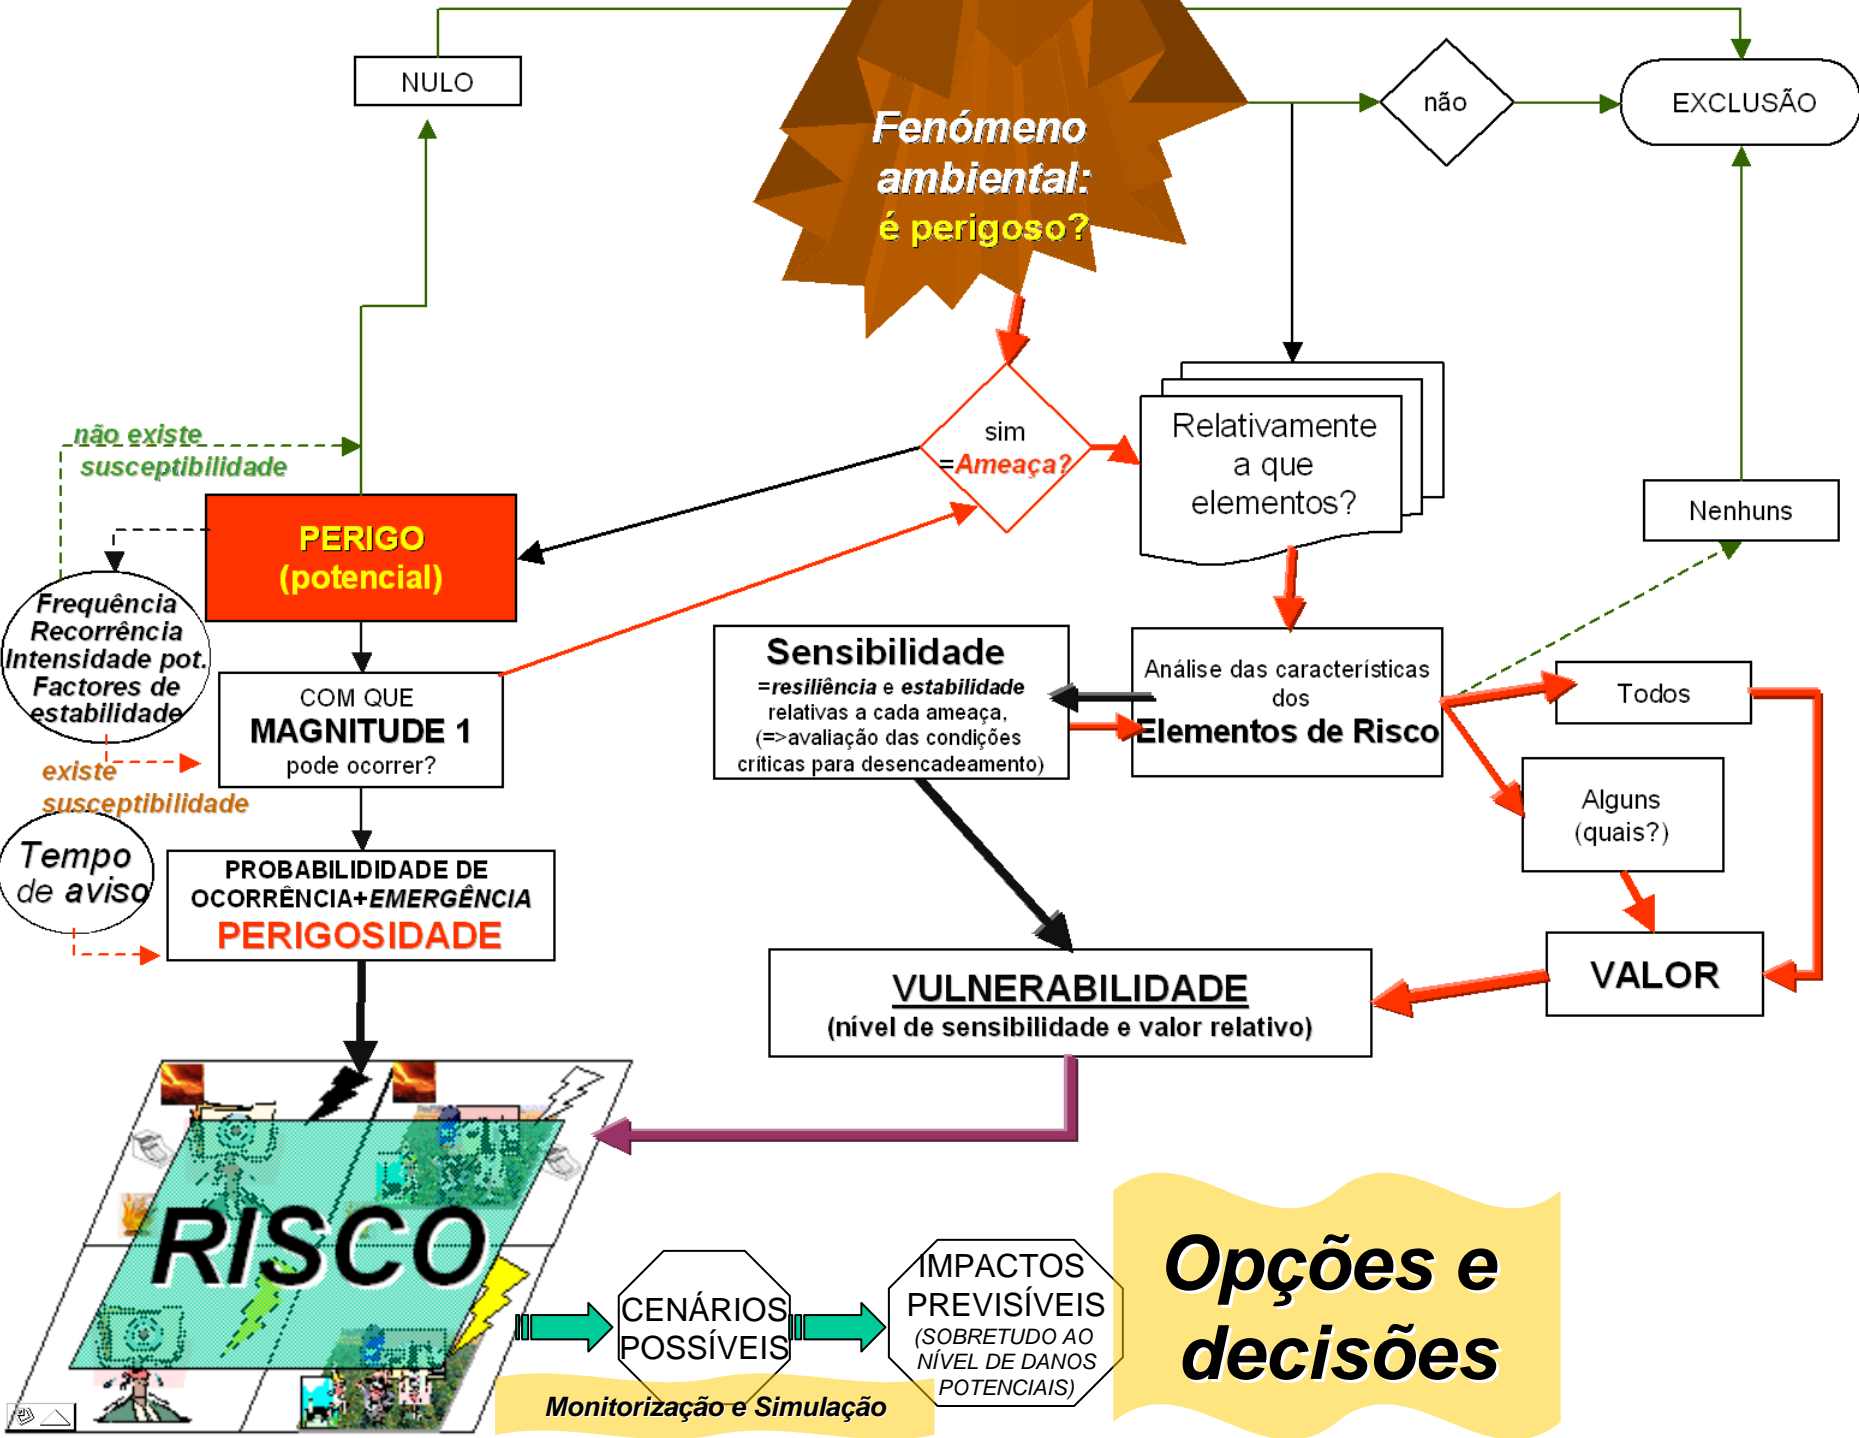 NULO
Fenómeno
ambiental:
é perigoso?
não
EXCLUSÃO
sim
=Ameaça?
Relativamente
a que
elementos?
não existe
susceptibilidade
PERIGO
(potencial)
Nenhuns
Frequência
Recorrência
Intensidade pot.
Factores de
estabilidade
COM QUE
MAGNITUDE 1
pode ocorrer?
Sensibilidade
=resiliência e estabilidade
relativas a cada ameaça,
(=>avaliação das condições
críticas para desencadeamento)
Análise das características
dos
Elementos de Risco
Todos
Alguns
(quais?)
existe
susceptibilidade
Tempo
de aviso
PROBABILIDIDADE DE
OCORRÊNCIA+EMERGÊNCIA
PERIGOSIDADE
VALOR
VULNERABILIDADE
(nível de sensibilidade e valor relativo)
RISCO
CENÁRIOS
POSSÍVEIS
IMPACTOS
PREVISÍVEIS
(SOBRETUDO AO
NÍVEL DE DANOS
POTENCIAIS)
Monitorização e Simulação
Opções e
decisões